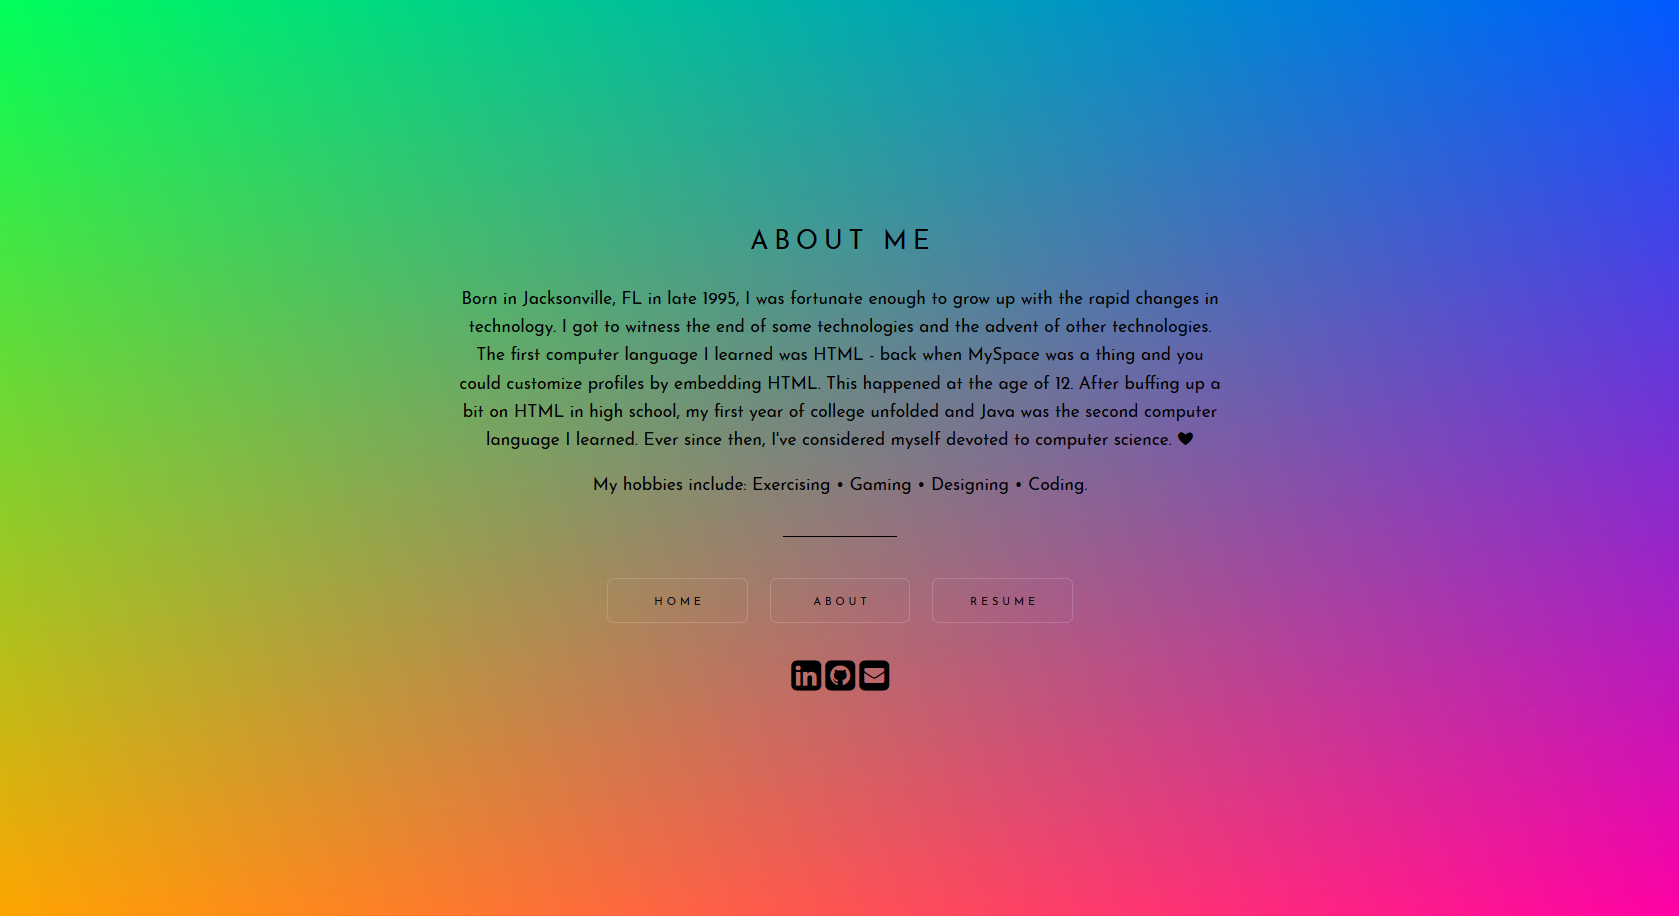 ABOUT ME
Born in Jacksonville, FL in late 1995, I was fortunate enough to grow up with the rapid changes in
technology. I got to witness the end of some technologies and the advent of other technologies.
The first computer language I learned was HTML - back when MySpace was a thing and you
could customize profiles by embedding HTML. This happened at the age of 12. After buffing up a
bit on HTML in high school, my first year of college unfolded and Java was the second computer
language I learned. Ever since then, I've considered myself devoted to computer science. ♥
My hobbies include: Exercising • Gaming • Designing • Coding.
HOME ABOUT RESUME
in